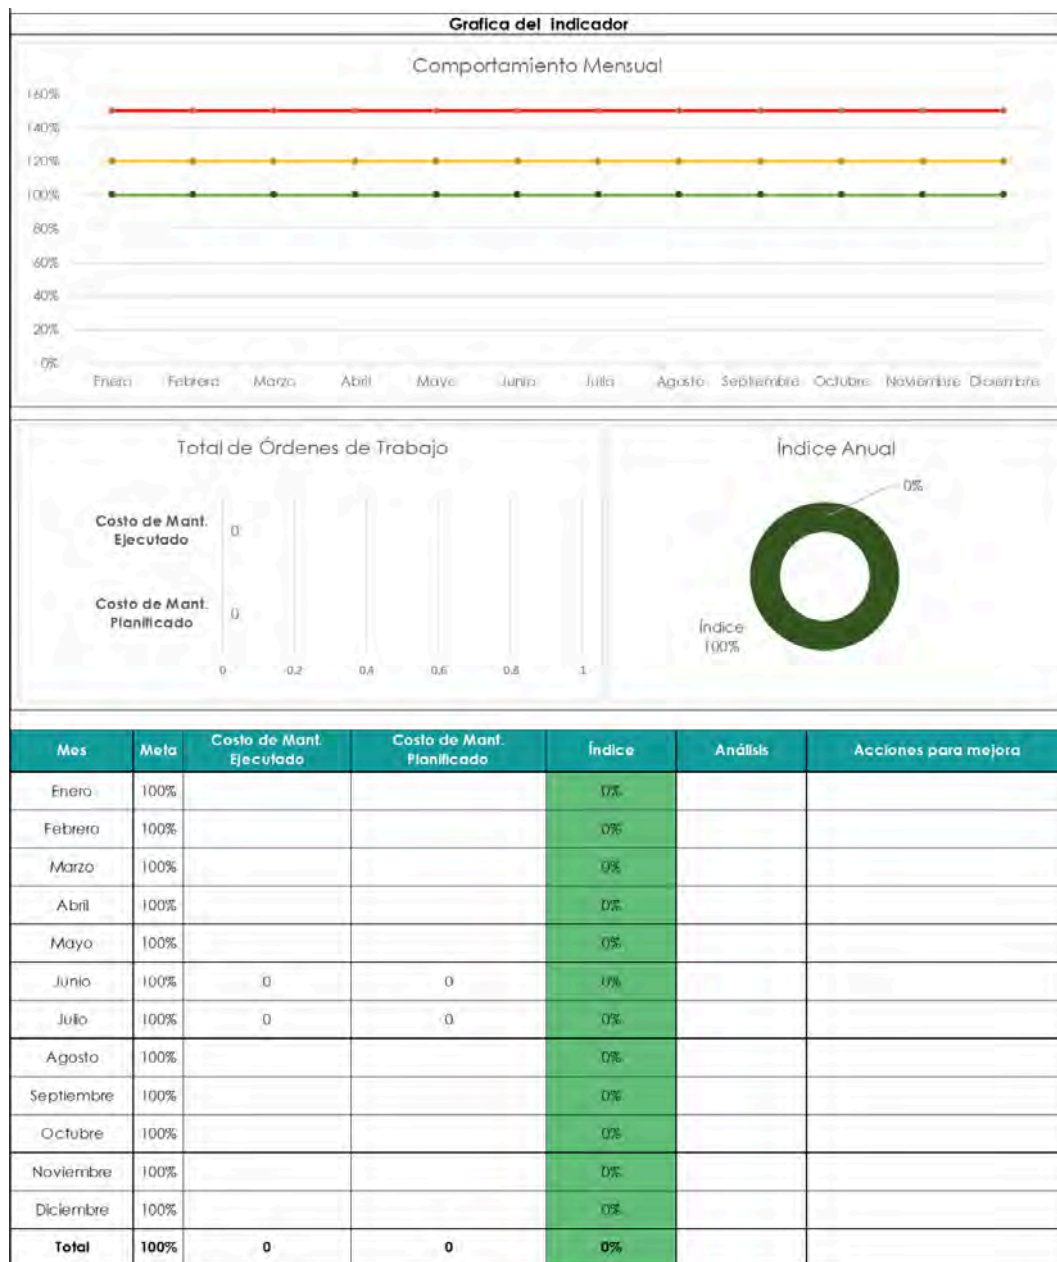 Grafica del indicador
Comportamiento Mensual
160%
140%
120%
100%
80%
60%
40%
20%
0%
Enero Febrero Marzo Abril Mayo Junio Julio Agosto Septiembre Octubre Noviembre Diciembre
Total de Órdenes de Trabajo
Costo de Mant.
Ejecutado
0
Costo de Mant.
Planificado
0
0 0,2 0,4 0,6 0,8 1
Índice Anual
0%
Índice
100%
Mes Meta Costo de Mant. Ejecutado Costo de Mant. Planificado Índice Análisis Acciones para mejora
Enero 100% 0%
Febrero 100% 0%
Marzo 100% 0%
Abril 100% 0%
Mayo 100% 0%
Junio 100% 0 0 0%
Julio 100% 0 0 0%
Agosto 100% 0%
Septiembre 100% 0%
Octubre 100% 0%
Noviembre 100% 0%
Diciembre 100% 0%
Total 100% 0 0 0%